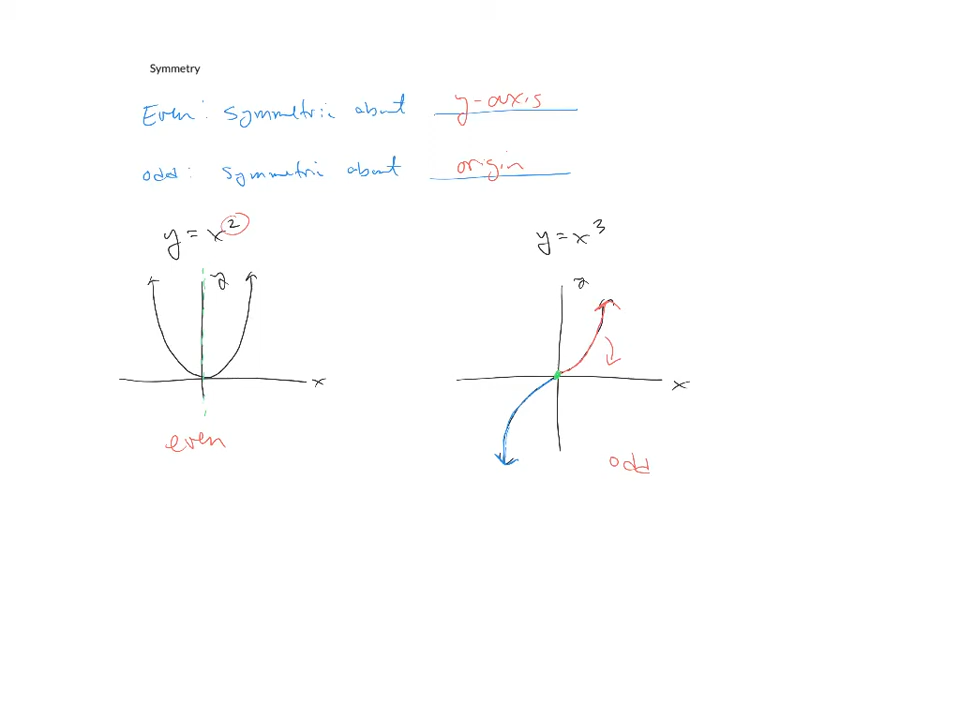 Symmetry
Even: symmetric about y-axis
odd: symmetric about origin
y = x²
y = x³
y
y
x
x
even
odd